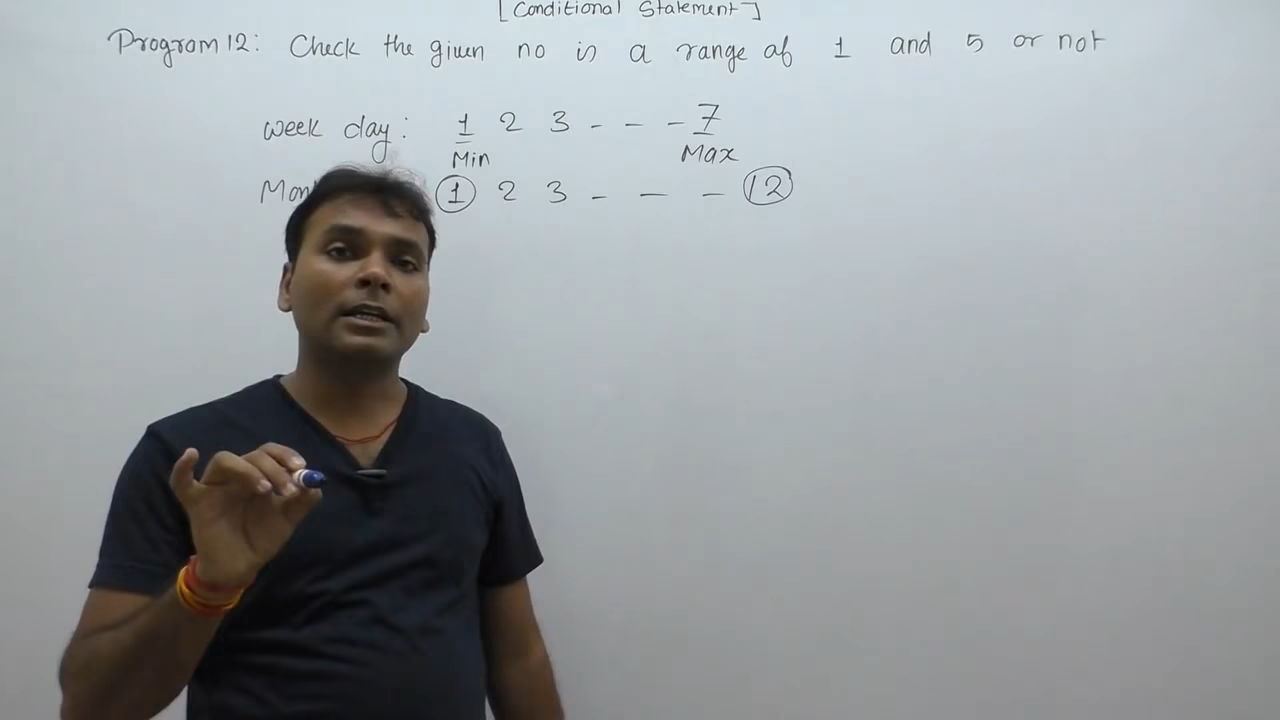 [Conditional Statement]
Program 12: Check the given no is a range of 1 and 5 or not
week day: 1 2 3 - - - 7
Min Max
1 2 3 - - - 12